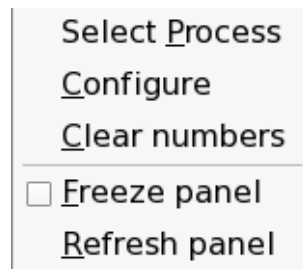 Select Process
Configure
Clear numbers
Freeze panel
Refresh panel